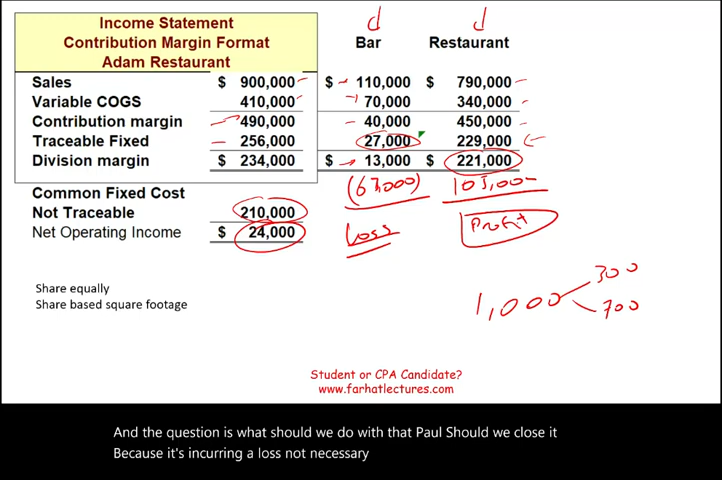 Income Statement
Contribution Margin Format
Adam Restaurant
d d
Bar Restaurant
Sales $ 900,000 $ 110,000 $ 790,000
Variable COGS 410,000 70,000 340,000
Contribution margin 490,000 40,000 450,000
Traceable Fixed 256,000 27,000 229,000
Division margin $ 234,000 $ 13,000 $ 221,000
Common Fixed Cost (63,000)
Not Traceable 210,000 Profit
Net Operating Income $ 24,000 Loss
Share equally
Share based square footage
1,000 300
700
Student or CPA Candidate?
www.farhatlectures.com
And the question is what should we do with that Paul Should we close it
Because it's incurring a loss not necessary